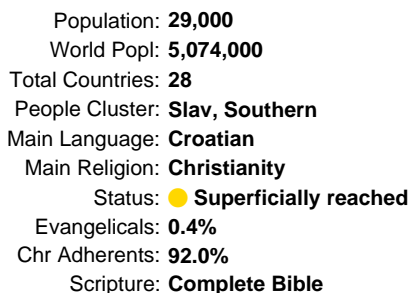 Population: 29,000
World Popl: 5,074,000
Total Countries: 28
People Cluster: Slav, Southern
Main Language: Croatian
Main Religion: Christianity
Status: Superficially reached
Evangelicals: 0.4%
Chr Adherents: 92.0%
Scripture: Complete Bible